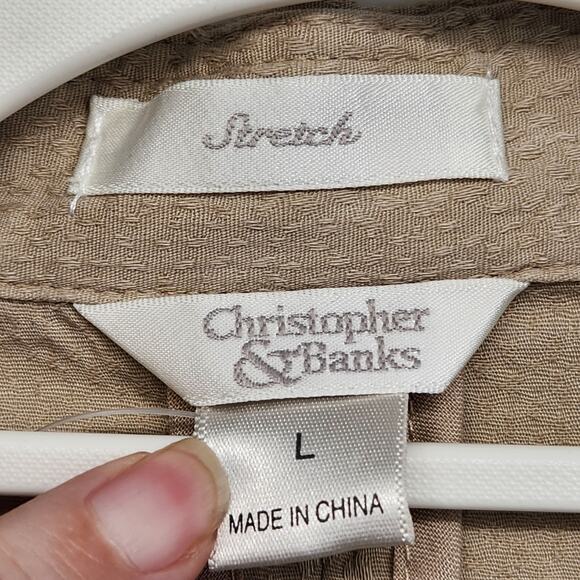 Stretch
Christopher
& Banks
L
MADE IN CHINA